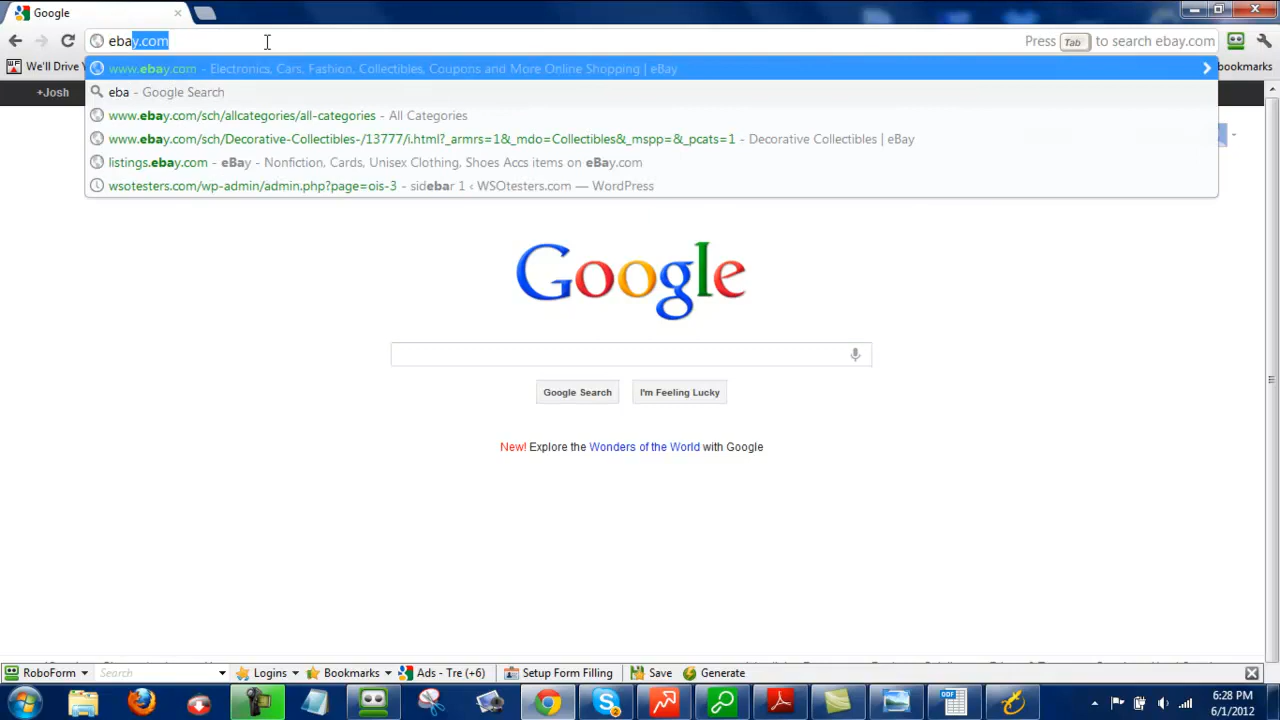 Google
ebay.com
Press Tab to search ebay.com
We'll Drive
bookmarks
www.ebay.com - Electronics, Cars, Fashion, Collectibles, Coupons and More Online Shopping | eBay
+Josh
eba - Google Search
www.ebay.com/sch/allcategories/all-categories - All Categories
www.ebay.com/sch/Decorative-Collectibles-/13777/i.html?_armrs=1&_mdo=Collectibles&_mspp=&_pcats=1 - Decorative Collectibles | eBay
listings.ebay.com - eBay - Nonfiction, Cards, Unisex Clothing, Shoes Accs items on eBay.com
wsotesters.com/wp-admin/admin.php?page=ois-3 - sidebar 1 ‹ WSOtesters.com — WordPress
Google
Google Search
I'm Feeling Lucky
New! Explore the Wonders of the World with Google
RoboForm
Search
Logins
Bookmarks
Ads - Tre (+6)
Setup Form Filling
Save
Generate
ODF
6:28 PM
6/1/2012